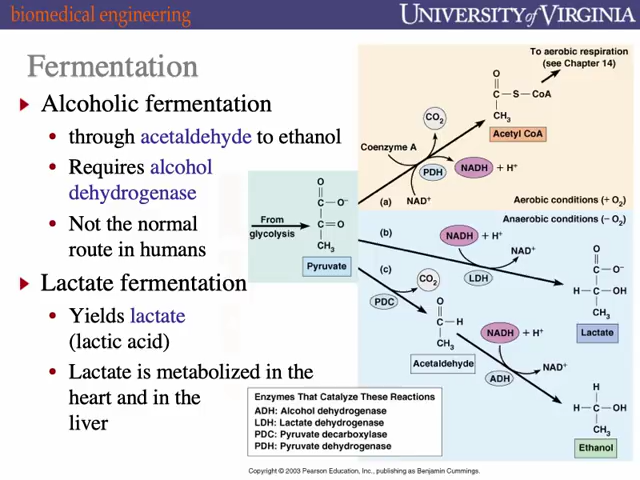 biomedical engineering
UNIVERSITY of VIRGINIA
Fermentation
Alcoholic fermentation
• through acetaldehyde to ethanol
• Requires alcohol
dehydrogenase
• Not the normal
route in humans
Lactate fermentation
• Yields lactate
(lactic acid)
• Lactate is metabolized in the
heart and in the
liver
To aerobic respiration
(see Chapter 14)
O
C—S—CoA
CH3
Acetyl CoA
CO2
Coenzyme A
PDH
NADH + H+
NAD+
(a)
Aerobic conditions (+ O2)
From
glycolysis
O
C—O−
C=O
CH3
Pyruvate
Anaerobic conditions (− O2)
(b)
NADH + H+
NAD+
LDH
O
C—O−
H—C—OH
CH3
Lactate
(c)
CO2
PDC
O
C—H
CH3
Acetaldehyde
NADH + H+
NAD+
ADH
H
H—C—OH
CH3
Ethanol
Enzymes That Catalyze These Reactions
ADH: Alcohol dehydrogenase
LDH: Lactate dehydrogenase
PDC: Pyruvate decarboxylase
PDH: Pyruvate dehydrogenase
Copyright © 2003 Pearson Education, Inc., publishing as Benjamin Cummings.